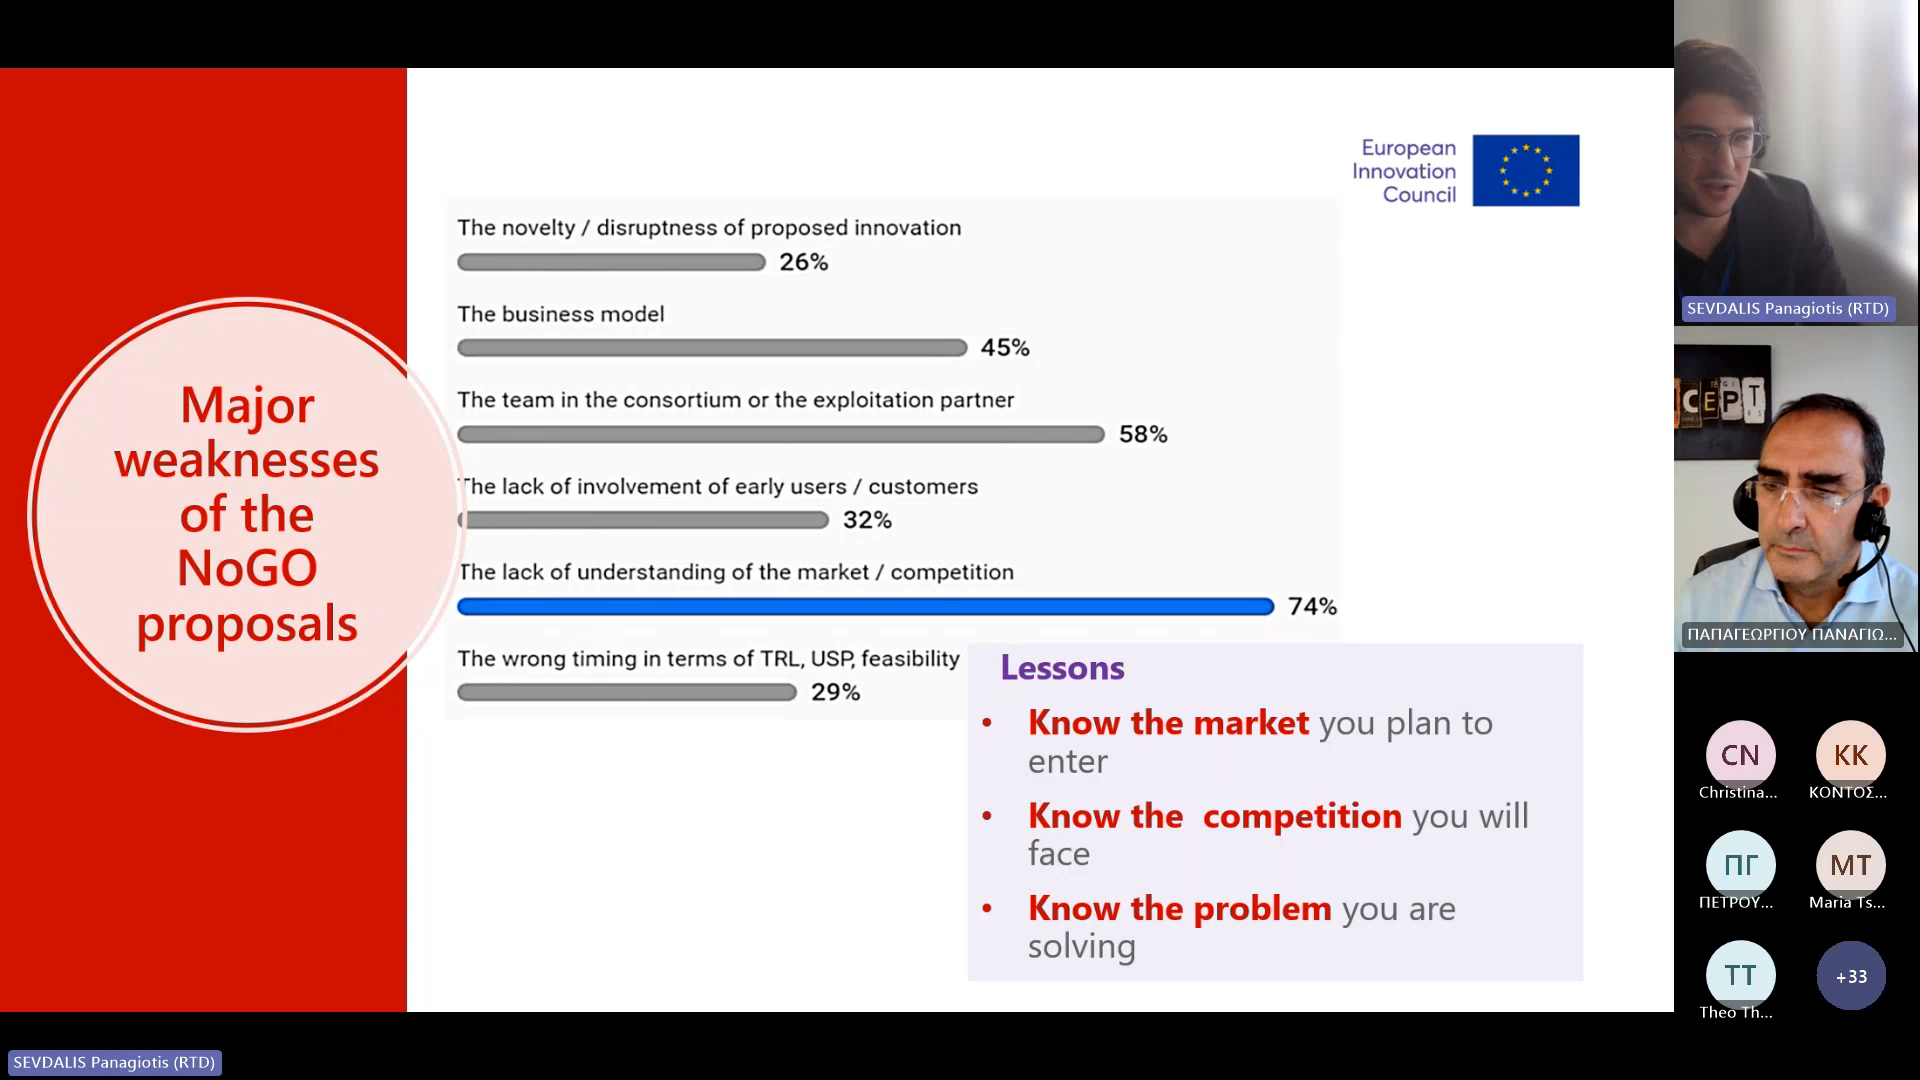 Major
weaknesses
of the
NoGO
proposals
European
Innovation
Council
The novelty / disruptness of proposed innovation
26%
The business model
45%
The team in the consortium or the exploitation partner
58%
The lack of involvement of early users / customers
32%
The lack of understanding of the market / competition
74%
The wrong timing in terms of TRL, USP, feasibility
29%
Lessons
• Know the market you plan to
enter
• Know the competition you will
face
• Know the problem you are
solving
SEVDALIS Panagiotis (RTD)
CEPT
ΠΑΠΑΓΕΩΡΓΙΟΥ ΠΑΝΑΓΙΩ...
CN
Christina...
KK
ΚΟΝΤΟΣ...
ΠΓ
ΠΕΤΡΟΥ...
MT
Maria Ts...
TT
Theo Th...
+33
SEVDALIS Panagiotis (RTD)